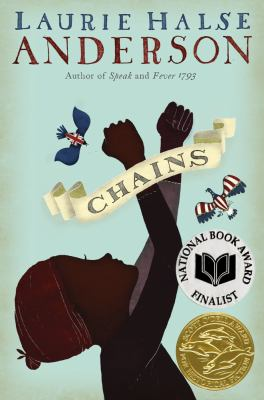 LAURIE HALSE
ANDERSON
Author of Speak and Fever 1793
CHAINS
NATIONAL BOOK AWARD
FINALIST